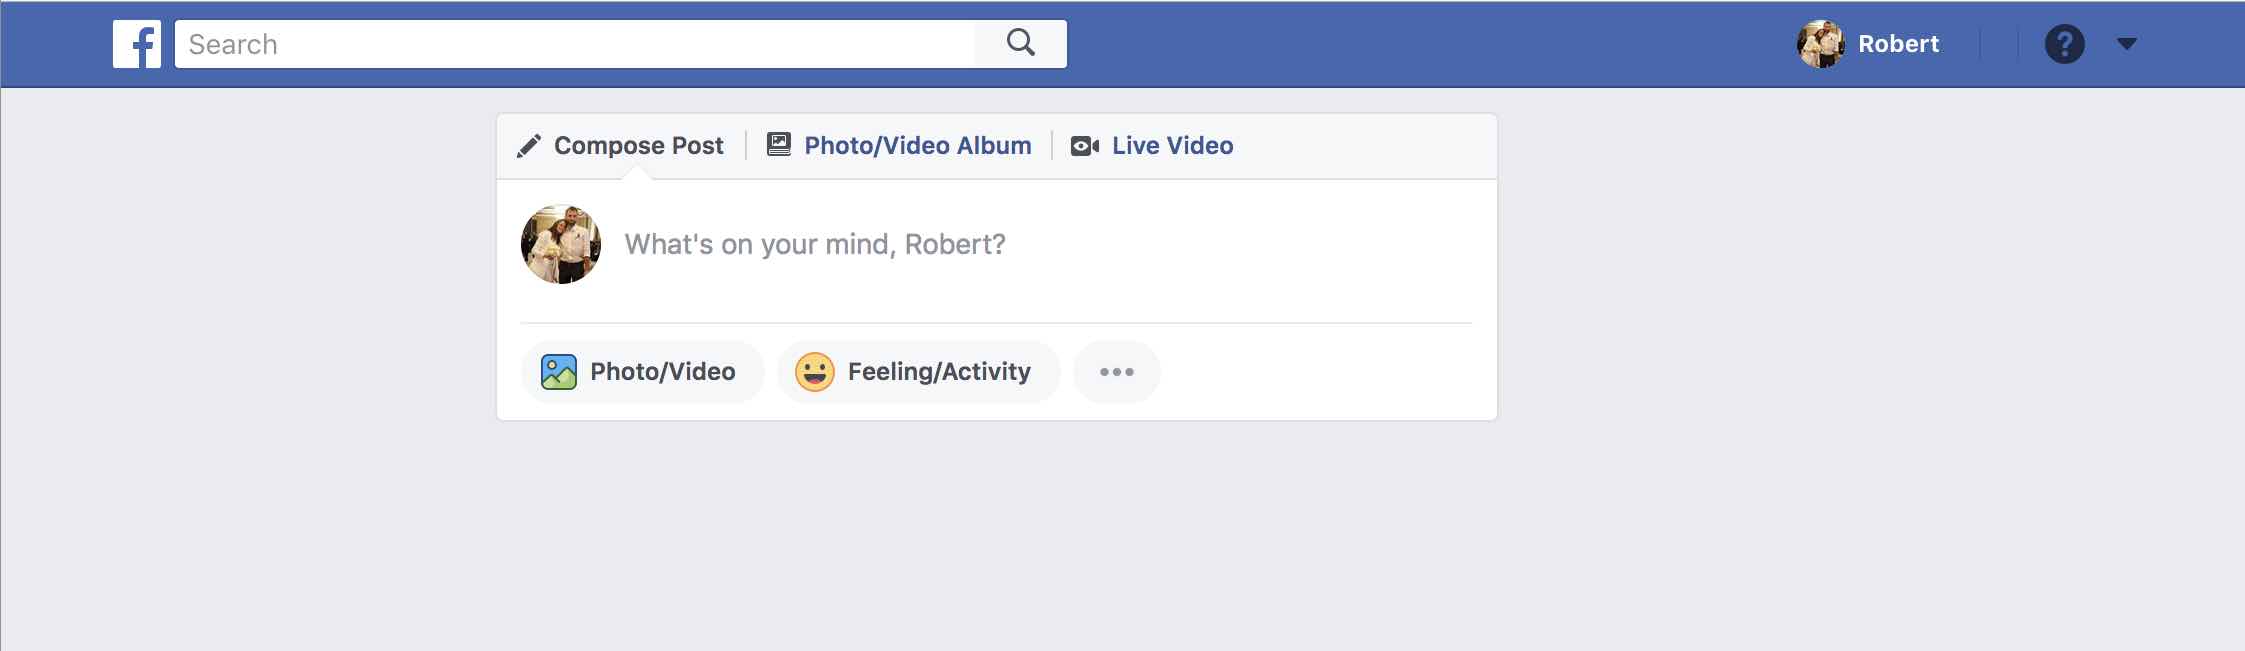 Search
Robert
?
Compose Post
Photo/Video Album
Live Video
What's on your mind, Robert?
Photo/Video
Feeling/Activity